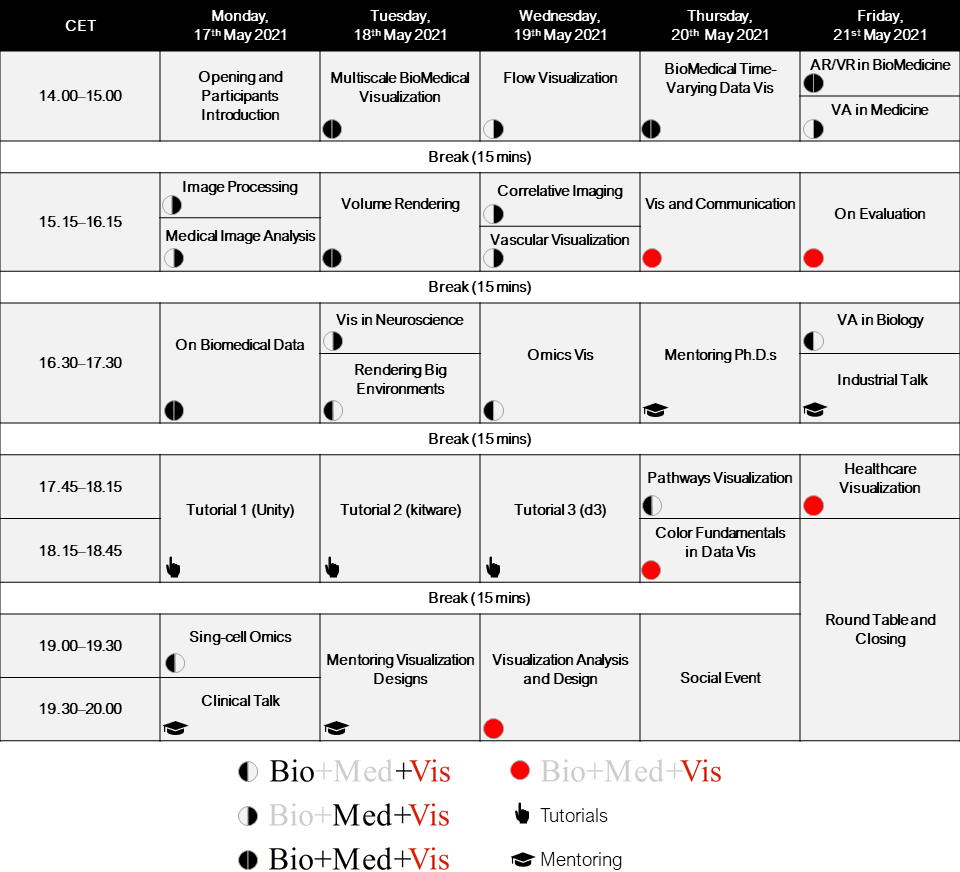 CET
Monday,
17th May 2021
Tuesday,
18th May 2021
Wednesday,
19th May 2021
Thursday,
20th May 2021
Friday,
21st May 2021
14.00–15.00
Opening and
Participants
Introduction
Multiscale BioMedical
Visualization
Flow Visualization
BioMedical Time-
Varying Data Vis
AR/VR in BioMedicine
VA in Medicine
Break (15 mins)
15.15–16.15
Image Processing
Medical Image Analysis
Volume Rendering
Correlative Imaging
Vascular Visualization
Vis and Communication
On Evaluation
Break (15 mins)
16.30–17.30
On Biomedical Data
Vis in Neuroscience
Rendering Big
Environments
Omics Vis
Mentoring Ph.D.s
VA in Biology
Industrial Talk
Break (15 mins)
17.45–18.15
18.15–18.45
Tutorial 1 (Unity)
Tutorial 2 (kitware)
Tutorial 3 (d3)
Pathways Visualization
Color Fundamentals
in Data Vis
Healthcare
Visualization
Break (15 mins)
Round Table and
Closing
19.00–19.30
19.30–20.00
Sing-cell Omics
Clinical Talk
Mentoring Visualization
Designs
Visualization Analysis
and Design
Social Event
Bio+Med+Vis
Bio+Med+Vis
Bio+Med+Vis
Bio+Med+Vis
Tutorials
Mentoring